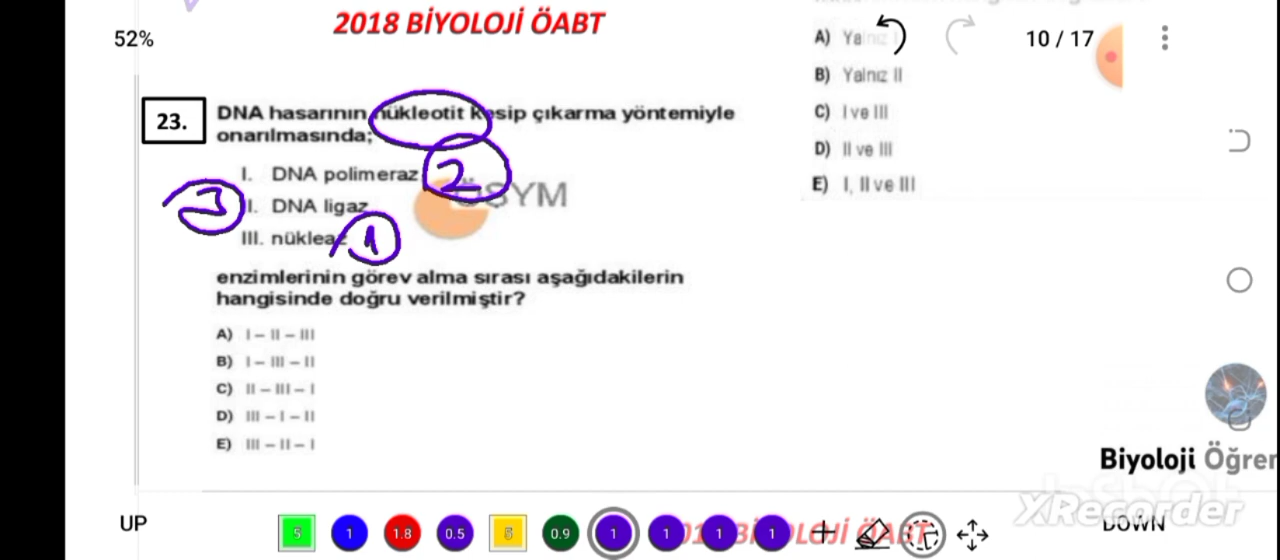 2018 BİYOLOJİ ÖABT
52%
10 / 17
23.
DNA hasarının nükleotit kesip çıkarma yöntemiyle
onarılmasında;
I. DNA polimeraz 2
ÖSYM
3 I. DNA ligaz
III. nükleaz 1
enzimlerinin görev alma sırası aşağıdakilerin
hangisinde doğru verilmiştir?
A) I – II – III
B) I – III – II
C) II – III – I
D) III – I – II
E) III – II – I
A) Yalnız I
B) Yalnız II
C) I ve III
D) II ve III
E) I, II ve III
Biyoloji Öğrer
XRecorder
UP
5 1 1.8 0.5 5 0.9 1 1 1 1
DOWN